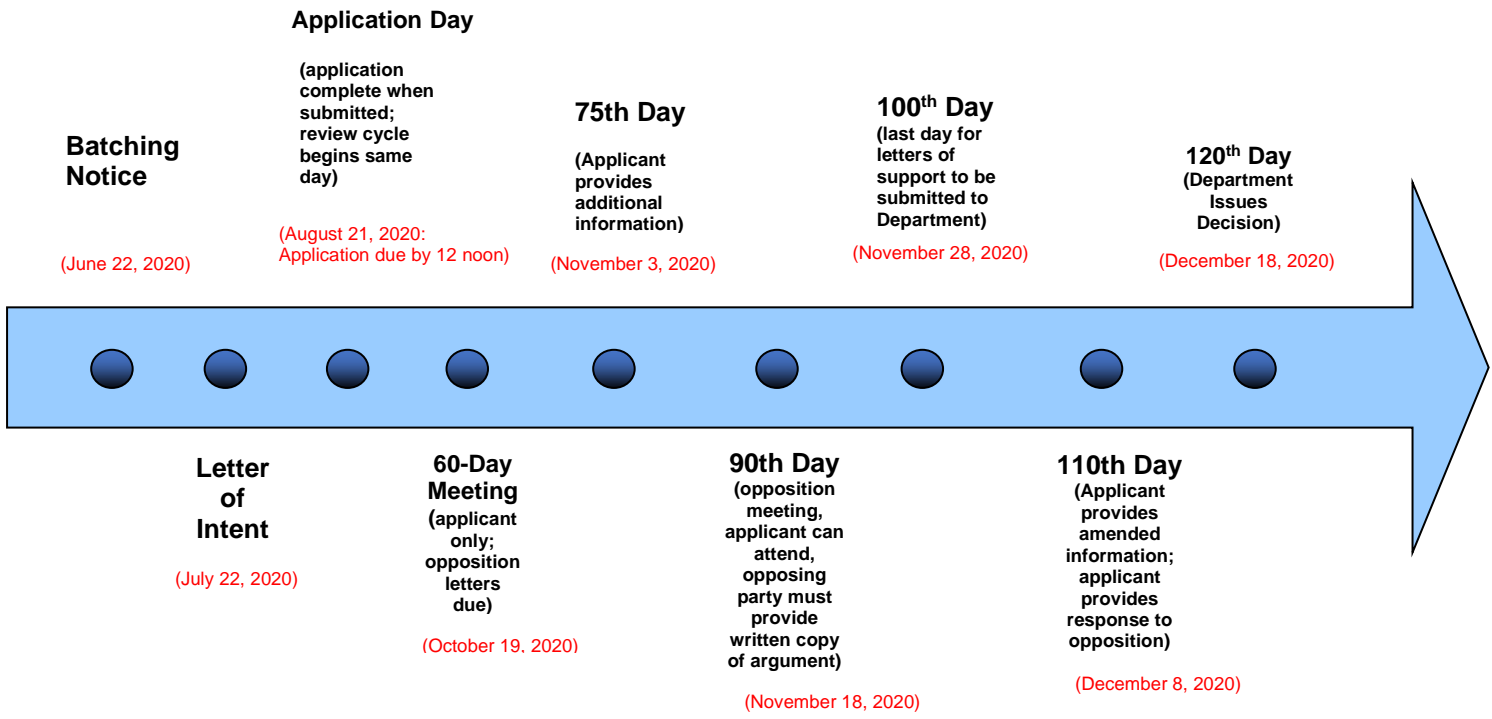 Batching
Notice
(June 22, 2020)
Letter
of
Intent
(July 22, 2020)
Application Day
(application
complete when
submitted;
review cycle
begins same
day)
(August 21, 2020:
Application due by 12 noon)
60-Day
Meeting
(applicant
only;
opposition
letters
due)
(October 19, 2020)
75th Day
(Applicant
provides
additional
information)
(November 3, 2020)
90th Day
(opposition
meeting,
applicant can
attend,
opposing
party must
provide
written copy
of argument)
(November 18, 2020)
100th Day
(last day for
letters of
support to be
submitted to
Department)
(November 28, 2020)
110th Day
(Applicant
provides
amended
information;
applicant
provides
response to
opposition)
(December 8, 2020)
120th Day
(Department
Issues
Decision)
(December 18, 2020)